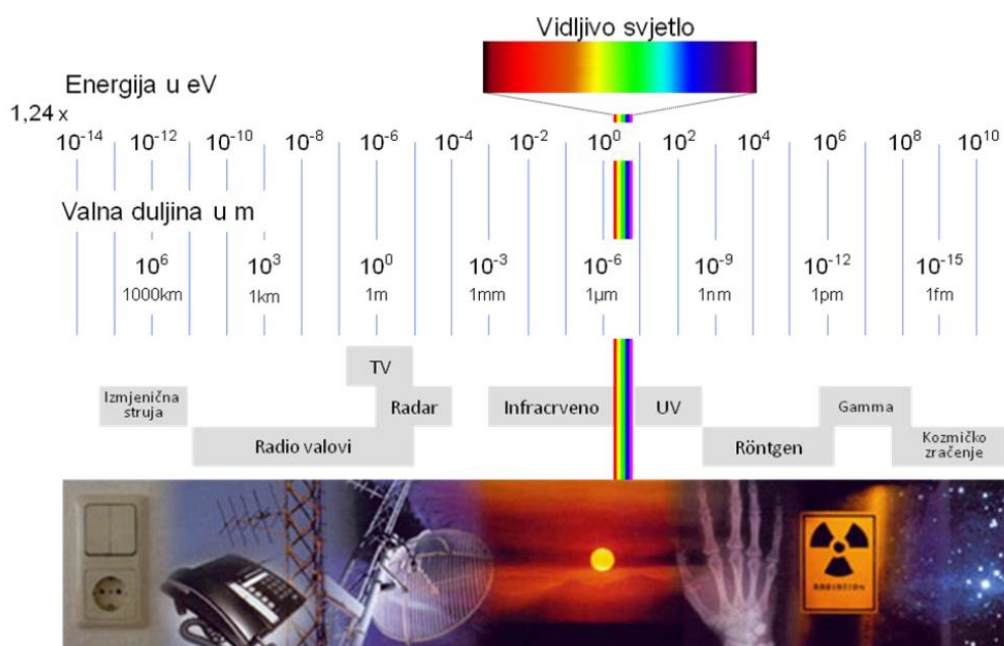 Vidljivo svjetlo
Energija u eV
1,24 x
10⁻¹⁴ 10⁻¹² 10⁻¹⁰ 10⁻⁸ 10⁻⁶ 10⁻⁴ 10⁻² 10⁰ 10² 10⁴ 10⁶ 10⁸ 10¹⁰
Valna duljina u m
10⁶ 10³ 10⁰ 10⁻³ 10⁻⁶ 10⁻⁹ 10⁻¹² 10⁻¹⁵
1000km 1km 1m 1mm 1µm 1nm 1pm 1fm
TV
Izmjenična
struja
Radar
Infracrveno
UV
Gamma
Radio valovi
Röntgen
Kozmičko
zračenje
RADIATION